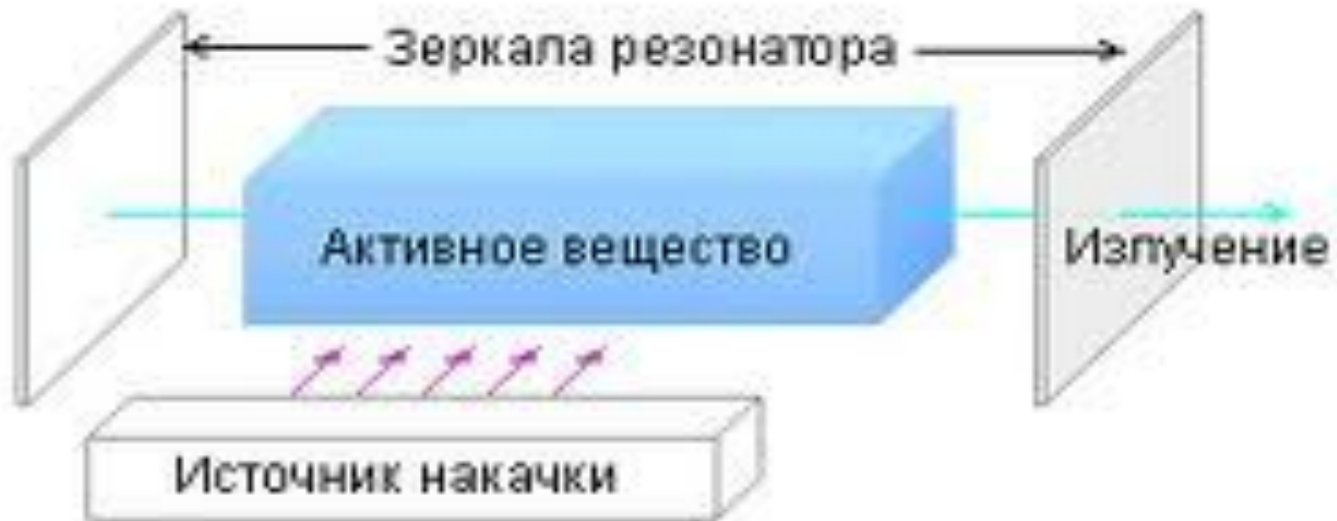 Зеркала резонатора
Активное вещество
Излучение
Источник накачки